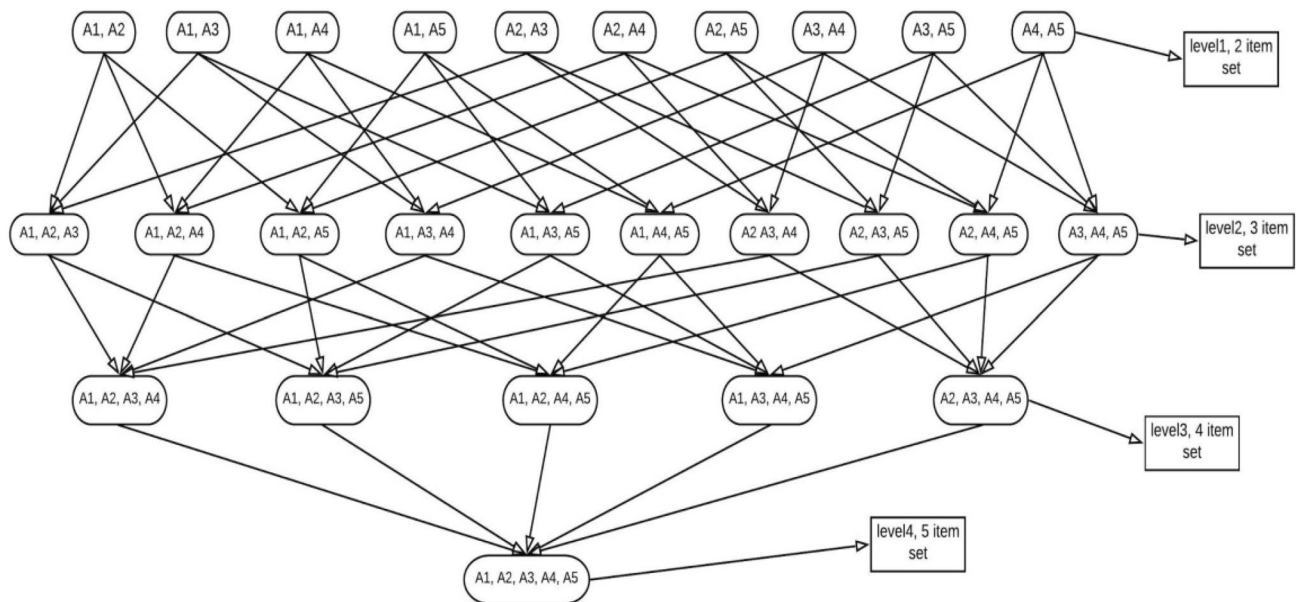 A1, A2
A1, A3
A1, A4
A1, A5
A2, A3
A2, A4
A2, A5
A3, A4
A3, A5
A4, A5
level1, 2 item
set
A1, A2, A3
A1, A2, A4
A1, A2, A5
A1, A3, A4
A1, A3, A5
A1, A4, A5
A2 A3, A4
A2, A3, A5
A2, A4, A5
A3, A4, A5
level2, 3 item
set
A1, A2, A3, A4
A1, A2, A3, A5
A1, A2, A4, A5
A1, A3, A4, A5
A2, A3, A4, A5
level3, 4 item
set
A1, A2, A3, A4, A5
level4, 5 item
set